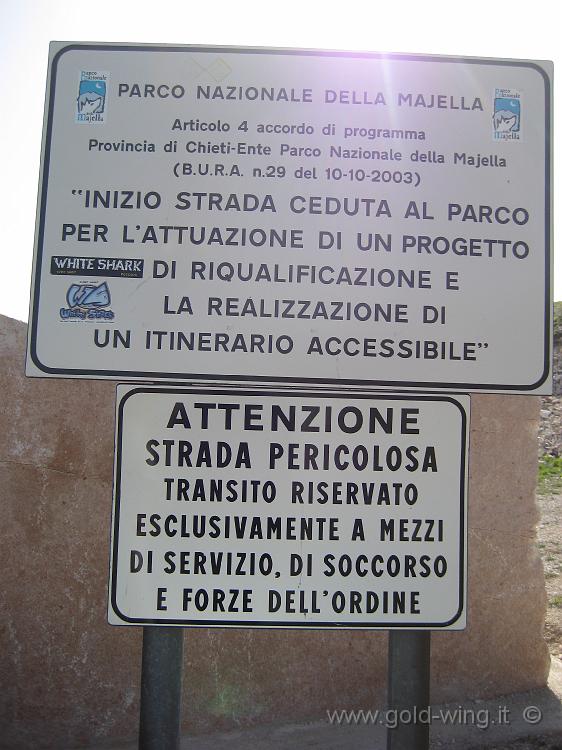 Parco
Nazionale
della
Majella
PARCO NAZIONALE DELLA MAJELLA
Parco
Nazionale
della
Majella
Articolo 4 accordo di programma
Provincia di Chieti-Ente Parco Nazionale della Majella
(B.U.R.A. n.29 del 10-10-2003)
"INIZIO STRADA CEDUTA AL PARCO
PER L'ATTUAZIONE DI UN PROGETTO
WHITE SHARK
DI RIQUALIFICAZIONE E
LA REALIZZAZIONE DI
UN ITINERARIO ACCESSIBILE"
ATTENZIONE
STRADA PERICOLOSA
TRANSITO RISERVATO
ESCLUSIVAMENTE A MEZZI
DI SERVIZIO, DI SOCCORSO
E FORZE DELL'ORDINE
www.gold-wing.it ©